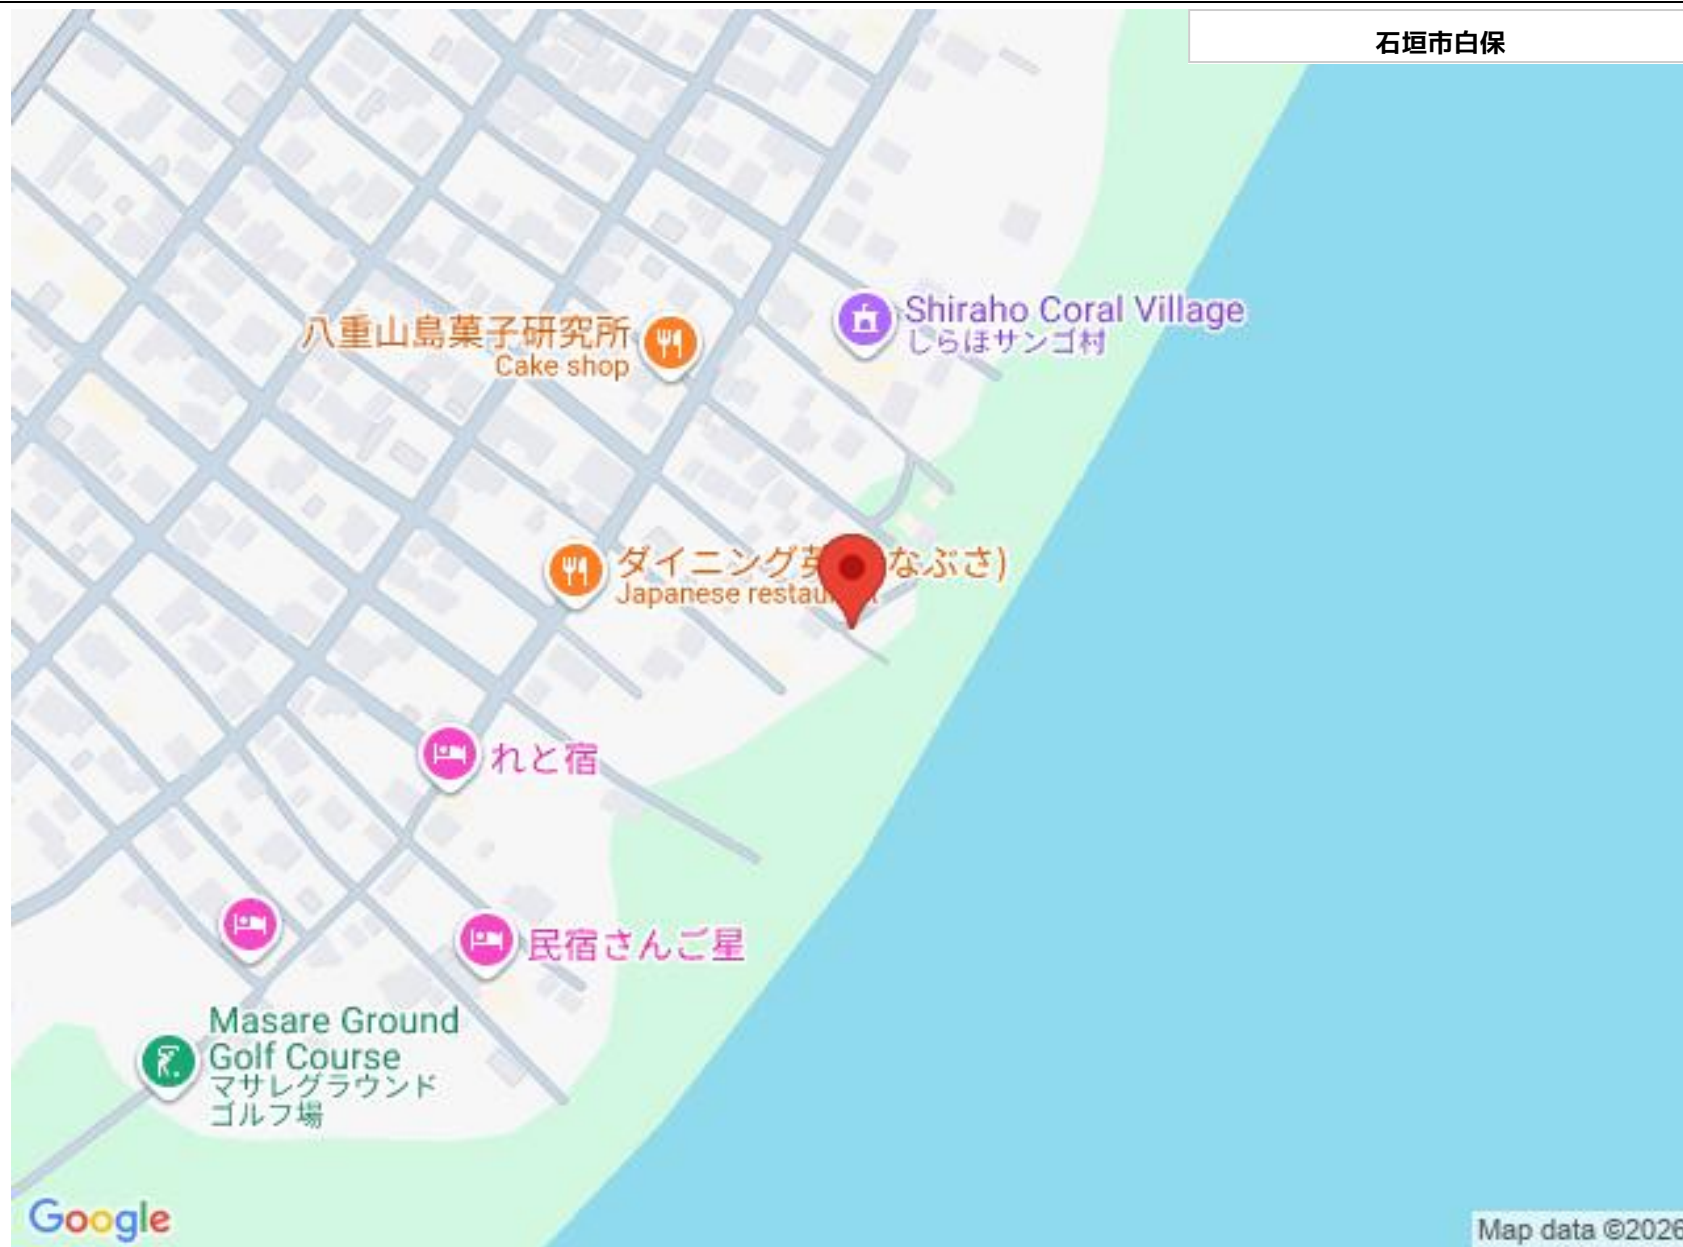 石垣市白保
Shiraho Coral Village
しらほサンゴ村
八重山島菓子研究所
Cake shop
ダイニング英 なぶさ)
Japanese restau
れと宿
民宿さんご星
Masare Ground
Golf Course
マサレグラウンド
ゴルフ場
Google
Map data ©2026